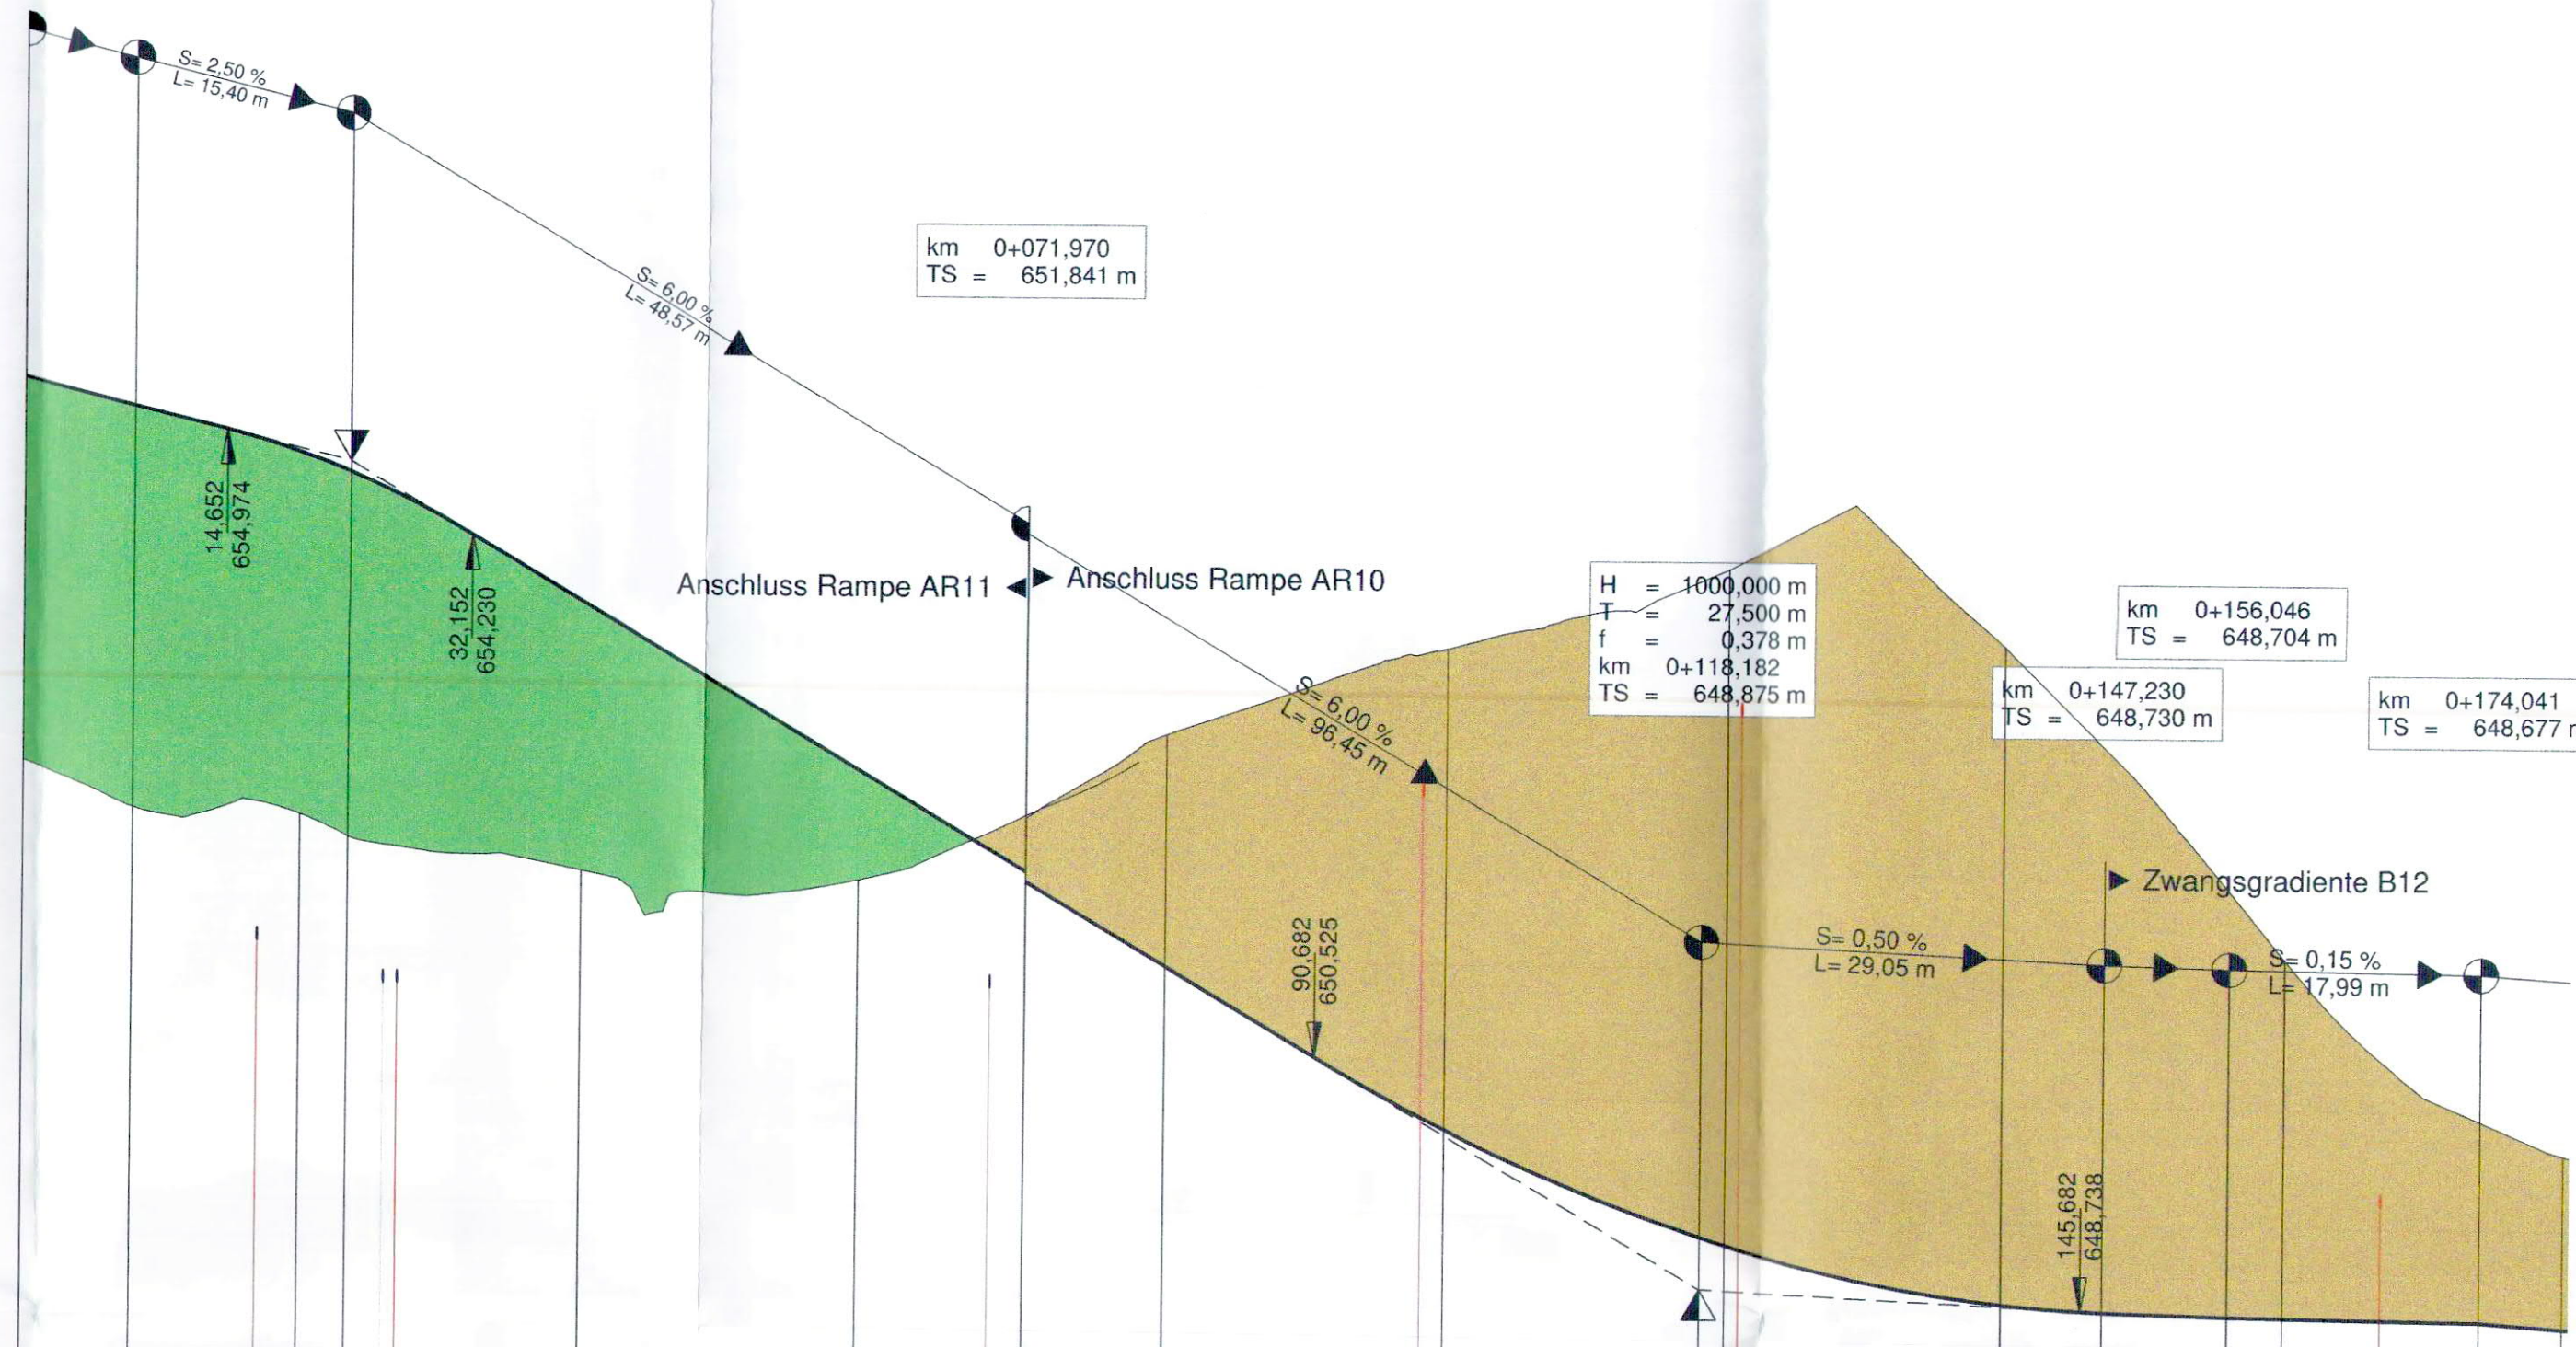 S= 2,50 %
L= 15,40 m
S= 6,00 %
L= 48,57 m
km 0+071,970
TS = 651,841 m
14,652
654,974
32,152
654,230
Anschluss Rampe AR11
Anschluss Rampe AR10
H = 1000,000 m
T = 27,500 m
f = 0,378 m
km 0+118,182
TS = 648,875 m
km 0+156,046
TS = 648,704 m
km 0+147,230
TS = 648,730 m
km 0+174,041
TS = 648,677
S= 6,00 %
L= 96,45 m
Zwangsgradiente B12
90,682
650,525
S= 0,50 %
L= 29,05 m
S= 0,15 %
L= 17,99 m
145,682
648,738